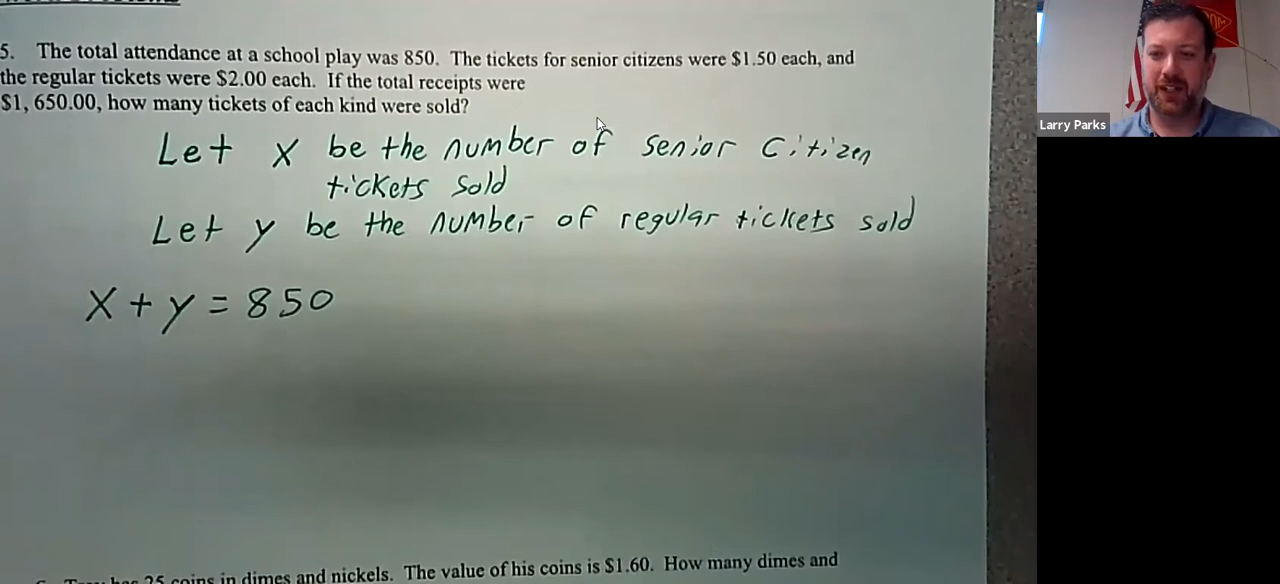 5. The total attendance at a school play was 850. The tickets for senior citizens were $1.50 each, and
the regular tickets were $2.00 each. If the total receipts were
$1, 650.00, how many tickets of each kind were sold?
Let x be the number of senior Citizen
tickets sold
Let y be the number of regular tickets sold
x + y = 850
25 coins in dimes and nickels. The value of his coins is $1.60. How many dimes and
Larry Parks